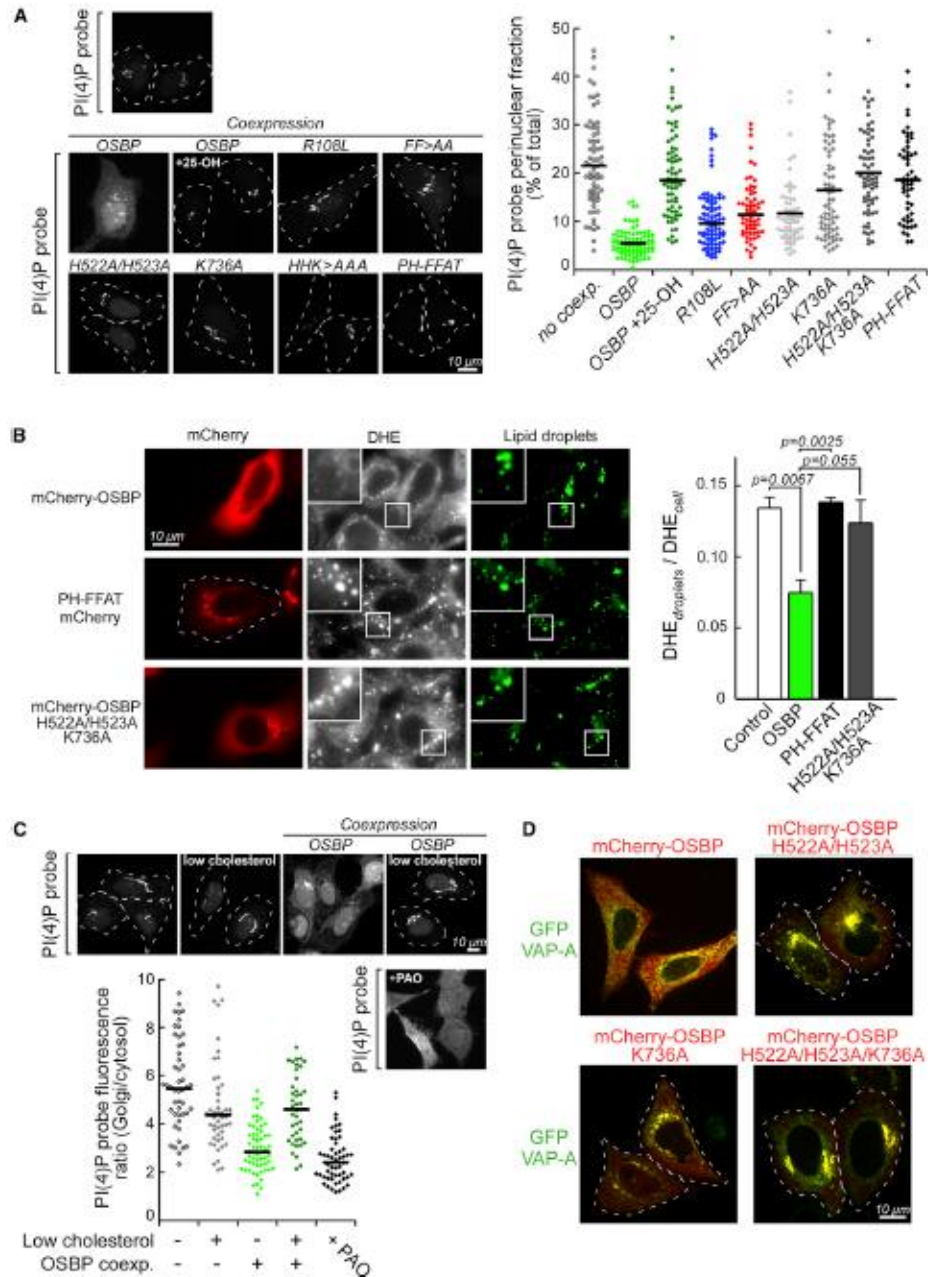 A
PI(4)P probe
Coexpression
OSBP
OSBP
R108L
FF>AA
+25-OH
PI(4)P probe
H522A/H523A
K736A
HHK>AAA
PH-FFAT
10 µm
PI(4)P probe perinuclear fraction
(% of total)
50
40
30
20
10
0
no coexp.
OSBP
OSBP +25-OH
R108L
FF>AA
H522A/H523A
K736A
H522A/H523A
K736A
PH-FFAT
B
mCherry
DHE
Lipid droplets
mCherry-OSBP
10 µm
PH-FFAT
mCherry
mCherry-OSBP
H522A/H523A
K736A
p=0.0025
p=0.055
p=0.0067
DHEdroplets / DHEcell
0.15
0.10
0.05
0
Control
OSBP
PH-FFAT
H522A/H523A
K736A
C
Coexpression
OSBP
OSBP
low cholesterol
low cholesterol
PI(4)P probe
10 µm
+PAO
PI(4)P probe
PI(4)P probe fluorescence
ratio (Golgi/cytosol)
10
8
6
4
2
0
Low cholesterol - + - +
OSBP coexp. - - + +
+ PAO
D
mCherry-OSBP
mCherry-OSBP
H522A/H523A
GFP
VAP-A
mCherry-OSBP
K736A
mCherry-OSBP
H522A/H523A/K736A
GFP
VAP-A
10 µm